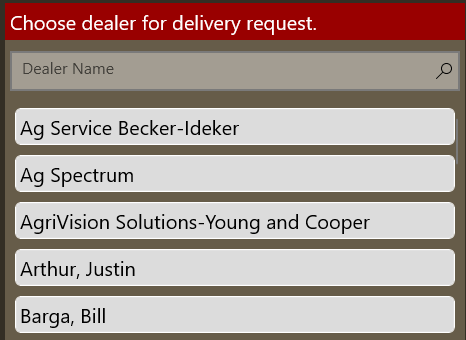 Choose dealer for delivery request.
Dealer Name
Ag Service Becker-Ideker
Ag Spectrum
AgriVision Solutions-Young and Cooper
Arthur, Justin
Barga, Bill